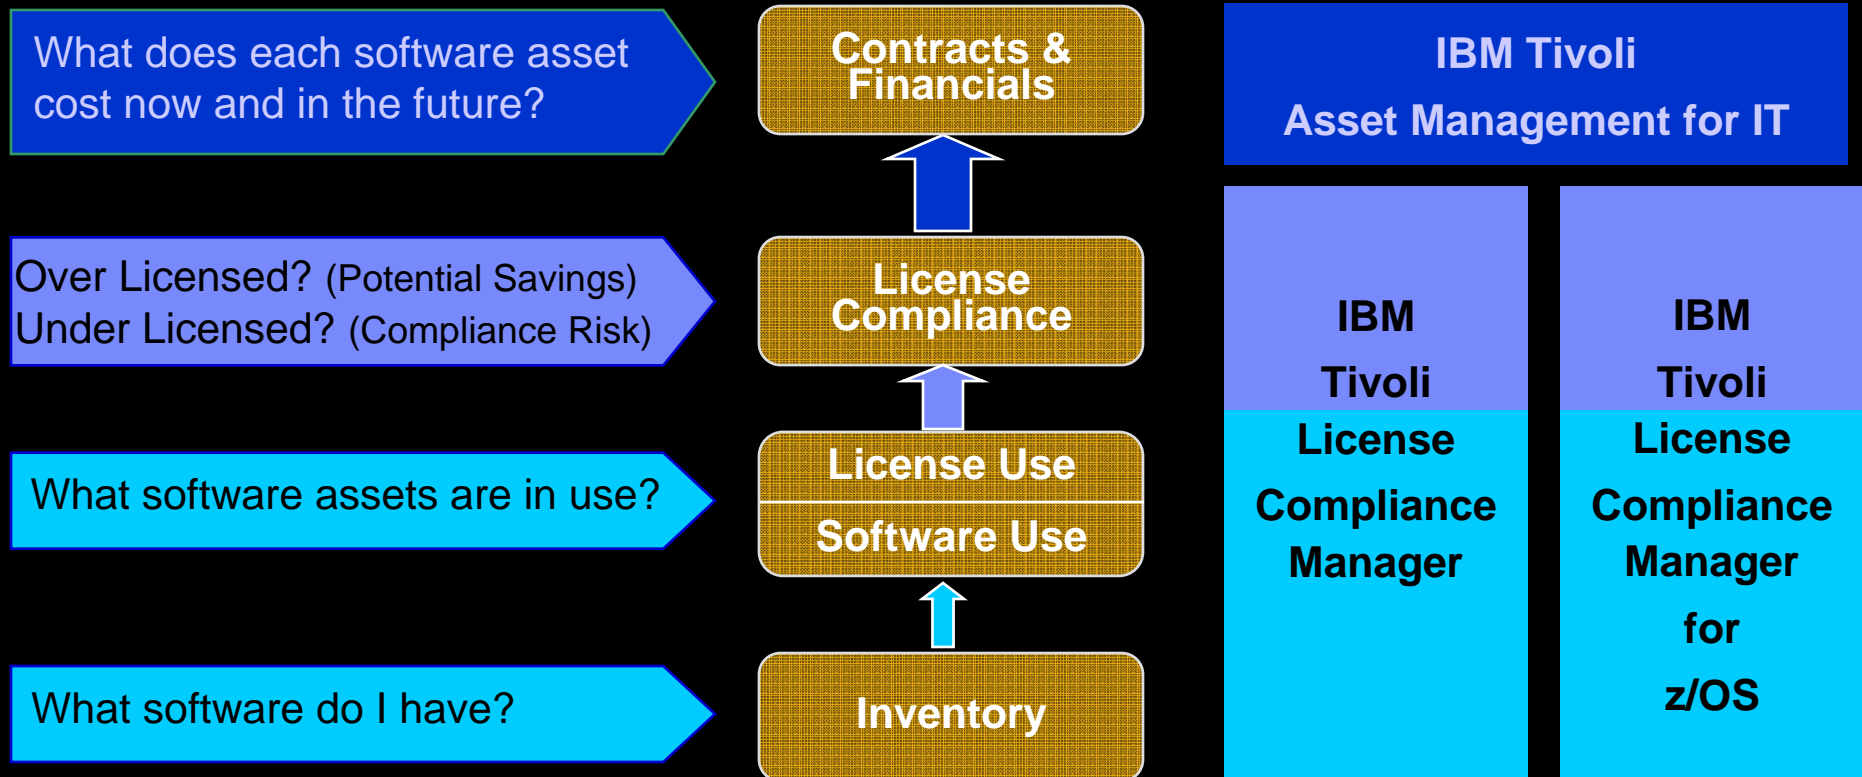 What does each software asset
cost now and in the future?
Contracts &
Financials
IBM Tivoli
Asset Management for IT
Over Licensed? (Potential Savings)
Under Licensed? (Compliance Risk)
License
Compliance
What software assets are in use?
License Use
Software Use
What software do I have?
Inventory
IBM
Tivoli
License
Compliance
Manager
IBM
Tivoli
License
Compliance
Manager
for
z/OS